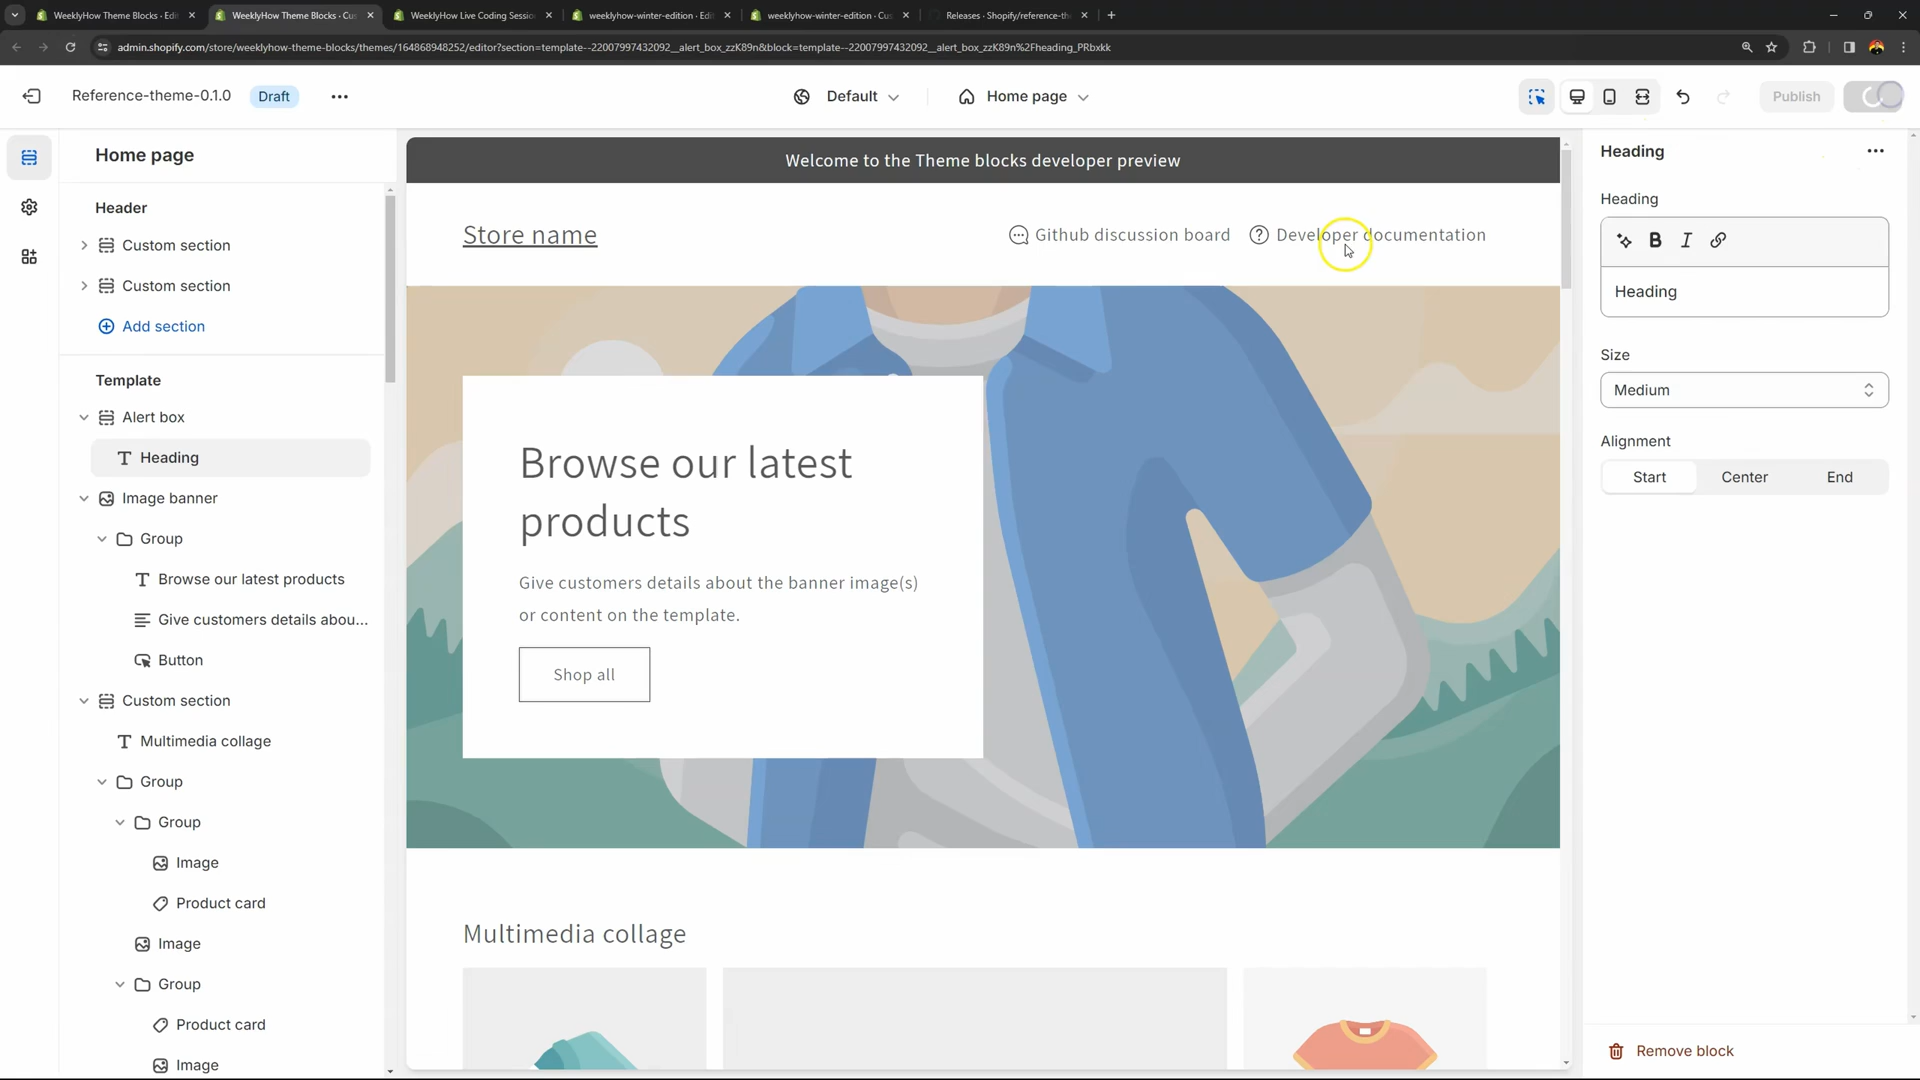 WeeklyHow Theme Blocks · Edit
WeeklyHow Theme Blocks · Cu
WeeklyHow Live Coding Sessio
weeklyhow-winter-edition · Edi
weeklyhow-winter-edition · Cus
Releases · Shopify/reference-th
admin.shopify.com/store/weeklyhow-theme-blocks/themes/164868948252/editor?section=template--22007997432092__alert_box_zzK89n&block=template--22007997432092__alert_box_zzK89n%2Fheading_PRbxkk
Reference-theme-0.1.0
Draft
Default
Home page
Publish
Home page
Header
Custom section
Custom section
Add section
Template
Alert box
Heading
Image banner
Group
Browse our latest products
Give customers details abou...
Button
Custom section
Multimedia collage
Group
Group
Image
Product card
Image
Group
Product card
Image
Welcome to the Theme blocks developer preview
Store name
Github discussion board
Developer documentation
Browse our latest
products
Give customers details about the banner image(s)
or content on the template.
Shop all
Multimedia collage
Heading
Heading
B I
Heading
Size
Medium
Alignment
Start
Center
End
Remove block